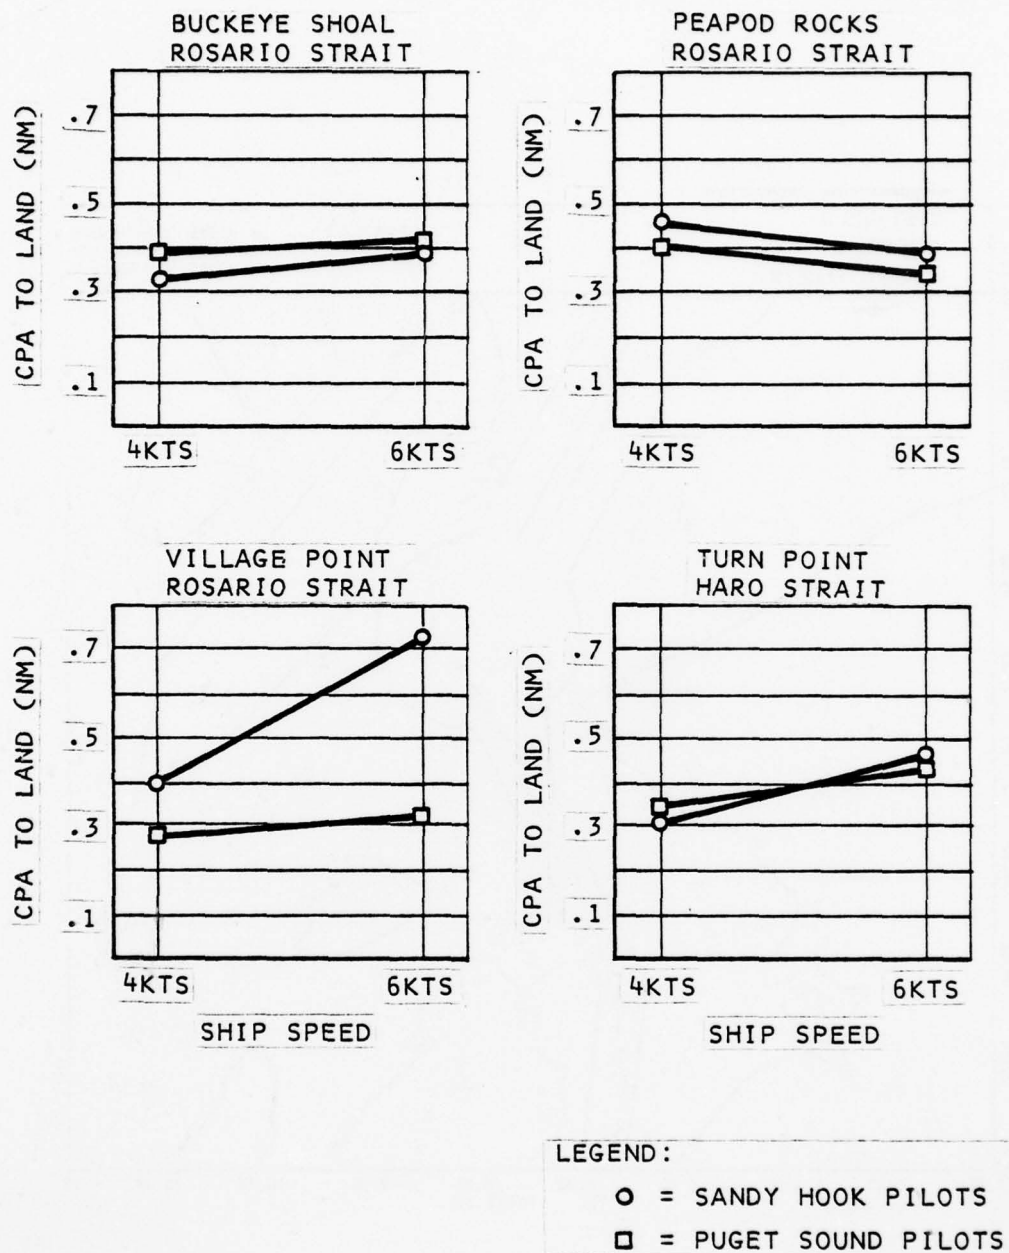 BUCKEYE SHOAL
ROSARIO STRAIT
CPA TO LAND (NM)
.7
.5
.3
.1
4KTS
6KTS
PEAPOD ROCKS
ROSARIO STRAIT
CPA TO LAND (NM)
.7
.5
.3
.1
4KTS
6KTS
VILLAGE POINT
ROSARIO STRAIT
CPA TO LAND (NM)
.7
.5
.3
.1
4KTS
6KTS
SHIP SPEED
TURN POINT
HARO STRAIT
CPA TO LAND (NM)
.7
.5
.3
.1
4KTS
6KTS
SHIP SPEED
LEGEND:
= SANDY HOOK PILOTS
= PUGET SOUND PILOTS